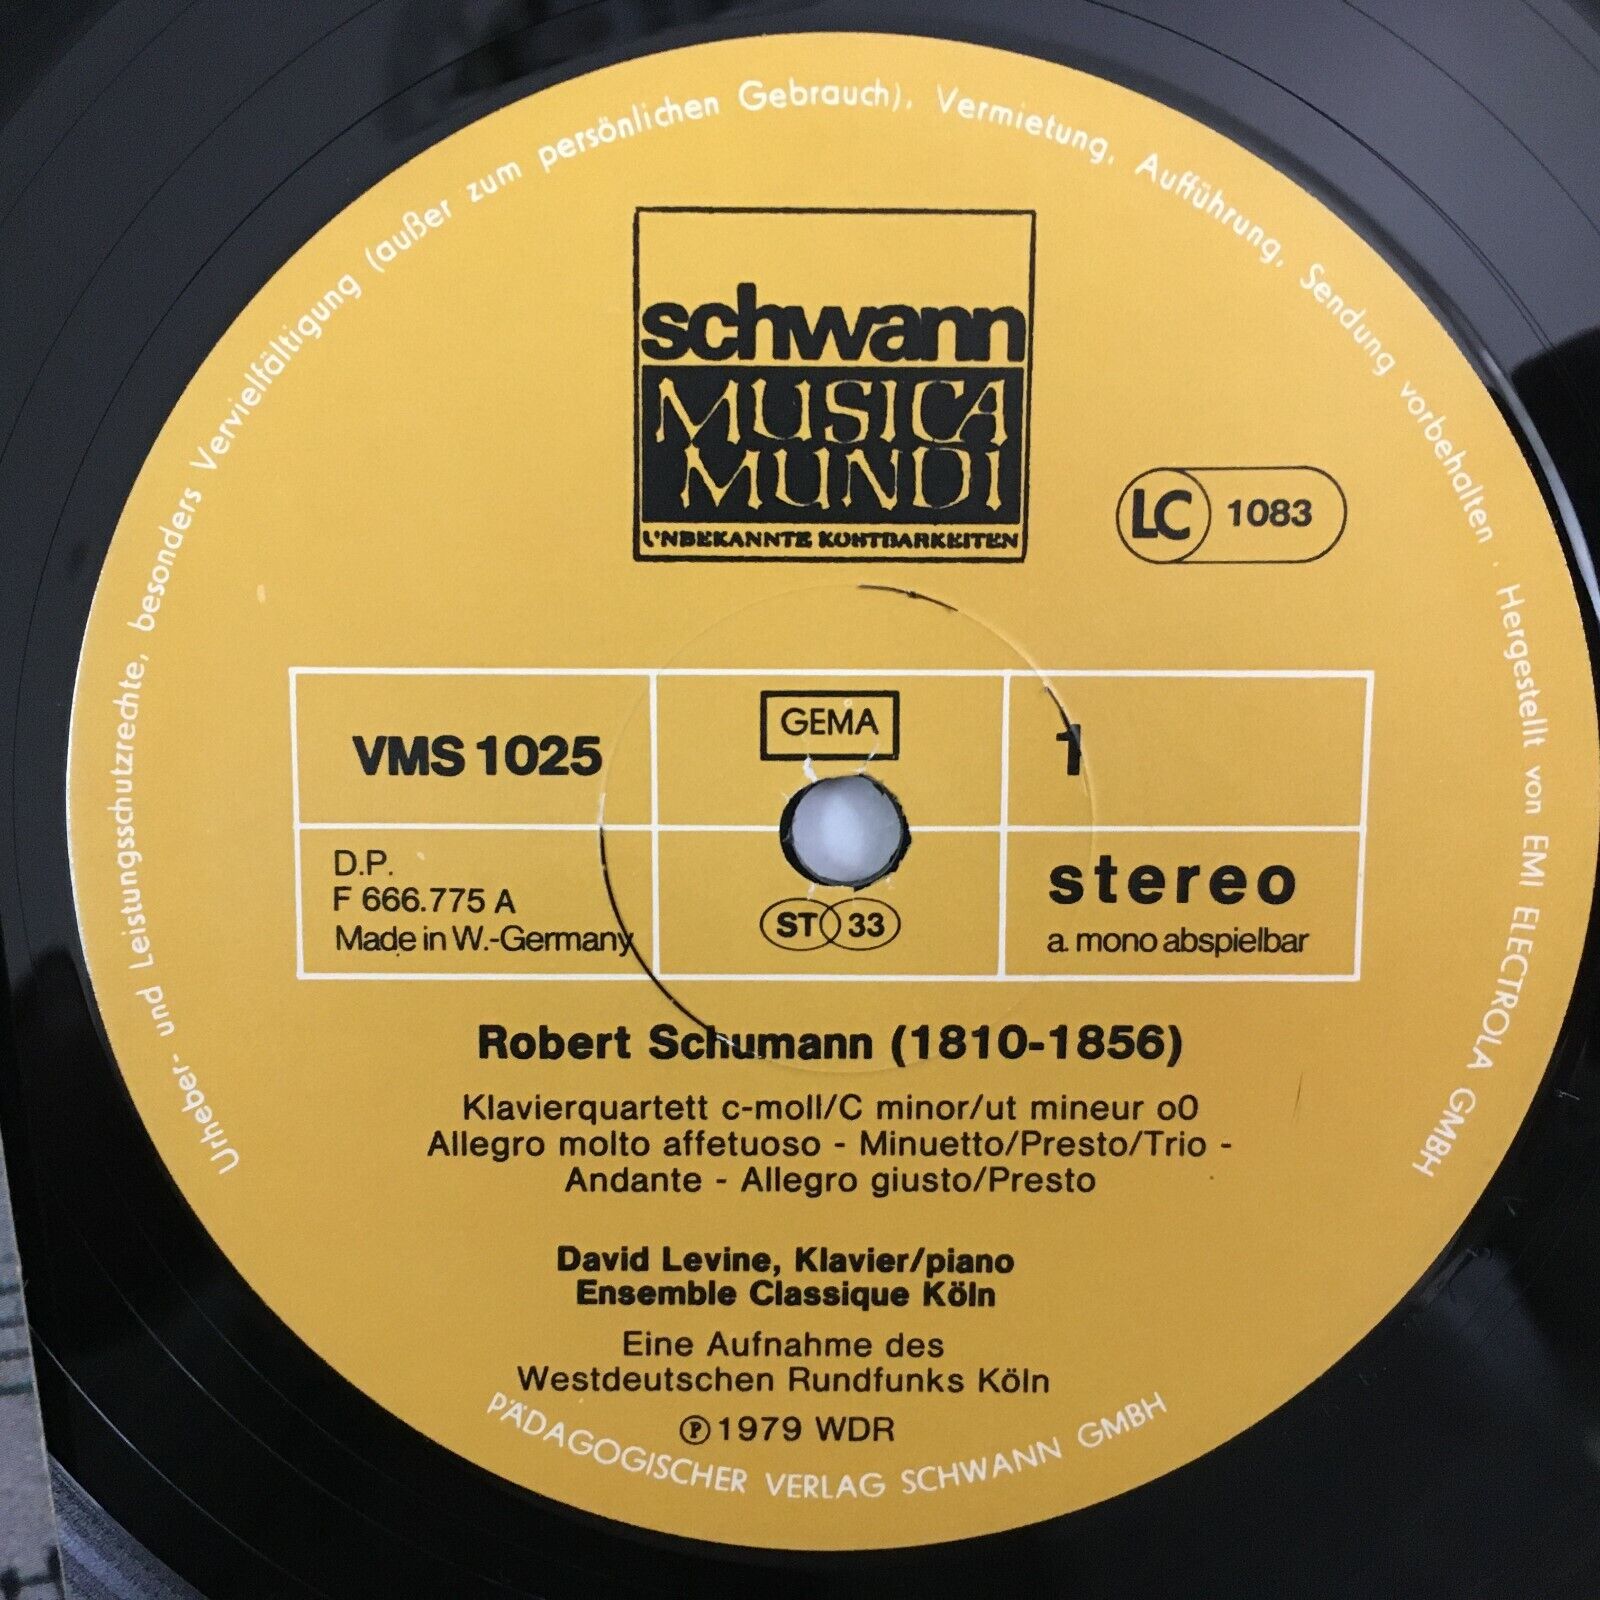 Urheber- und Leistungsschutzrechte, besonders Vervielfältigung (außer zum persönlichen Gebrauch), Vermietung, Aufführung, Sendung vorbehalten · Hergestellt von EMI ELECTROLA GMBH
schwann
MUSICA
MUNDI
UNBEKANNTE KOHTBARKEITEN
LC 1083
VMS 1025
GEMA
1
D.P.
F 666.775 A
Made in W.-Germany
ST 33
stereo
a. mono abspielbar
Robert Schumann (1810-1856)
Klavierquartett c-moll/C minor/ut mineur oO
Allegro molto affetuoso - Minuetto/Presto/Trio -
Andante - Allegro giusto/Presto
David Levine, Klavier/piano
Ensemble Classique Köln
Eine Aufnahme des
Westdeutschen Rundfunks Köln
Ⓟ 1979 WDR
PÄDAGOGISCHER VERLAG SCHWANN GMBH